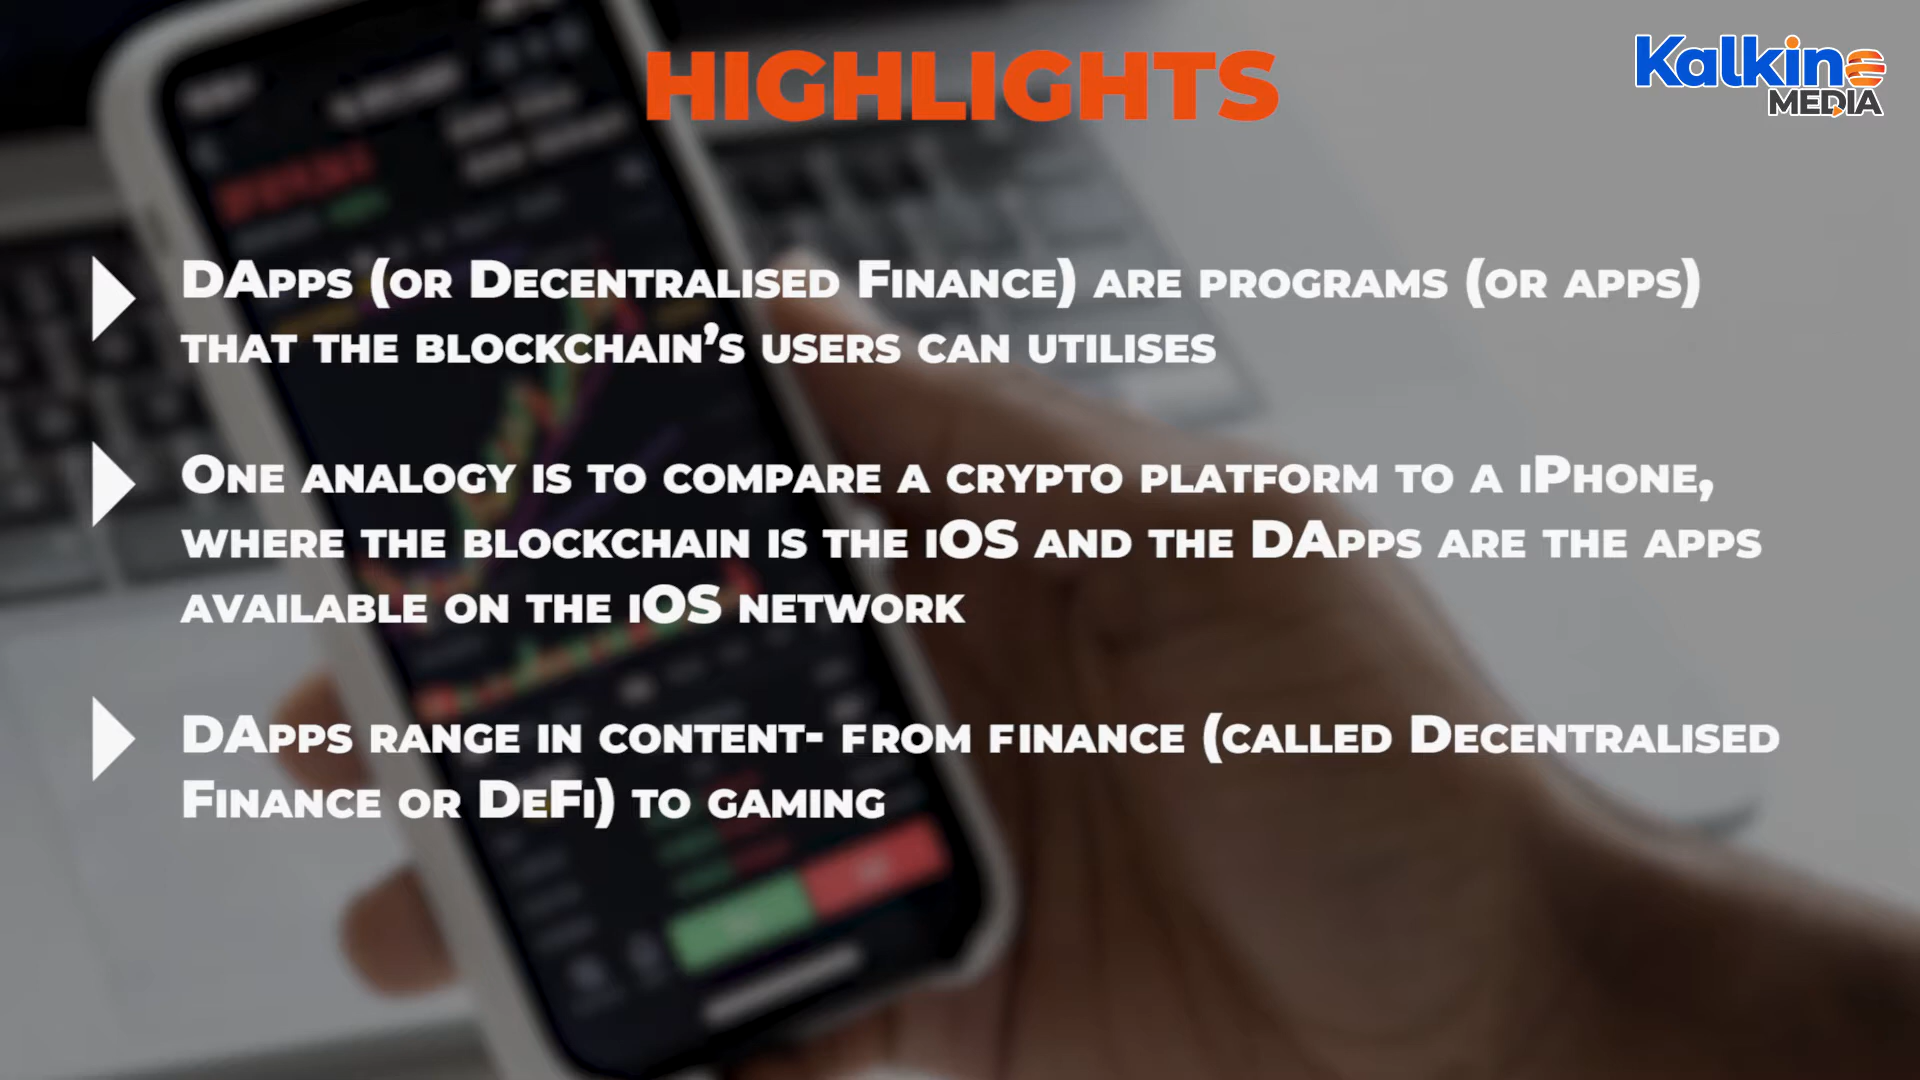 HIGHLIGHTS
Kalkine
MEDIA
DApps (or Decentralised Finance) are programs (or apps)
that the blockchain’s users can utilises
One analogy is to compare a crypto platform to a iPhone,
where the blockchain is the iOS and the DApps are the apps
available on the iOS network
DApps range in content- from finance (called Decentralised
Finance or DeFi) to gaming